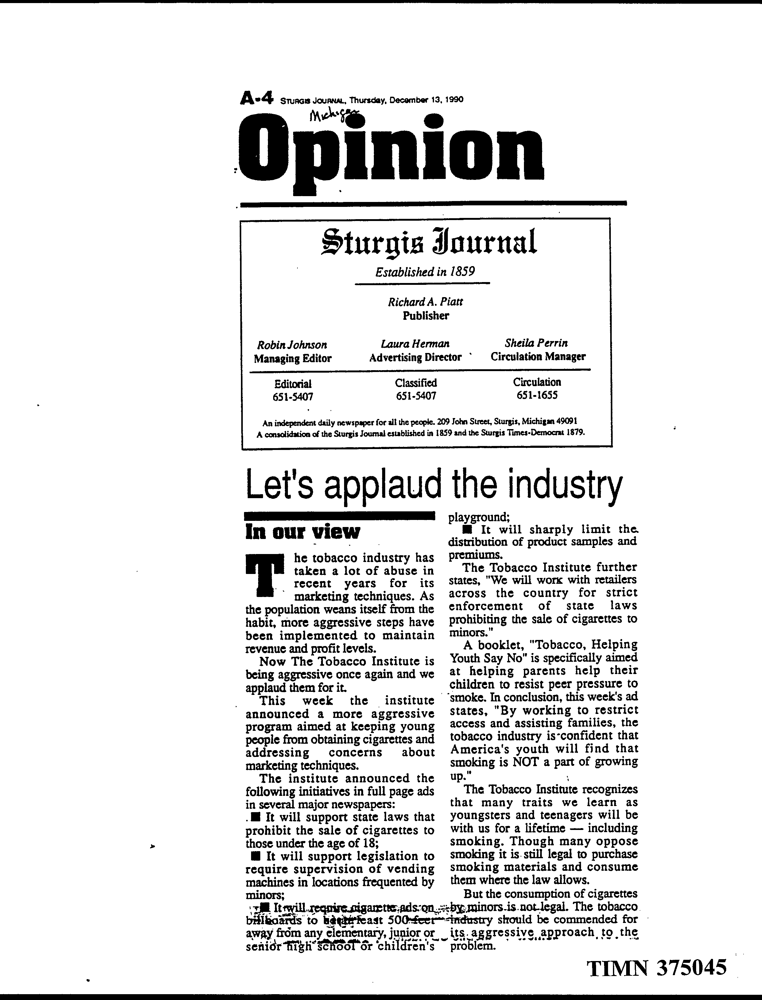 A-4 STURGIS JOURNAL, Thursday, December 13, 1990
Michigan
Opinion
Sturgis Journal
Established in 1859
Richard A. Piatt
Publisher
Robin Johnson
Managing Editor
Laura Herman
Advertising Director
Sheila Perrin
Circulation Manager
Editorial
651-5407
Classified
651-5407
Circulation
651-1655
An independent daily newspaper for all the people. 209 John Street, Sturgis, Michigan 49091
A consolidation of the Sturgis Journal established in 1859 and the Sturgis Times-Democrat 1879.
Let's applaud the industry
In our view
The tobacco industry has
taken a lot of abuse in
recent years for its
marketing techniques. As
the population weans itself from the
habit, more aggressive steps have
been implemented to maintain
revenue and profit levels.
Now The Tobacco Institute is
being aggressive once again and we
applaud them for it.
This week the institute
announced a more aggressive
program aimed at keeping young
people from obtaining cigarettes and
addressing concerns about
marketing techniques.
The institute announced the
following initiatives in full page ads
in several major newspapers:
■ It will support state laws that
prohibit the sale of cigarettes to
those under the age of 18;
■ It will support legislation to
require supervision of vending
machines in locations frequented by
minors;
■ It will require cigarette ads on
billboards to be at least 500 feet
away from any elementary, junior or
senior high school or children's
playground;
■ It will sharply limit the
distribution of product samples and
premiums.
The Tobacco Institute further
states, "We will work with retailers
across the country for strict
enforcement of state laws
prohibiting the sale of cigarettes to
minors."
A booklet, "Tobacco, Helping
Youth Say No" is specifically aimed
at helping parents help their
children to resist peer pressure to
smoke. In conclusion, this week's ad
states, "By working to restrict
access and assisting families, the
tobacco industry is confident that
America's youth will find that
smoking is NOT a part of growing
up."
The Tobacco Institute recognizes
that many traits we learn as
youngsters and teenagers will be
with us for a lifetime — including
smoking. Though many oppose
smoking it is still legal to purchase
smoking materials and consume
them where the law allows.
But the consumption of cigarettes
by minors is not legal. The tobacco
industry should be commended for
its aggressive approach to the
problem.
TIMN 375045